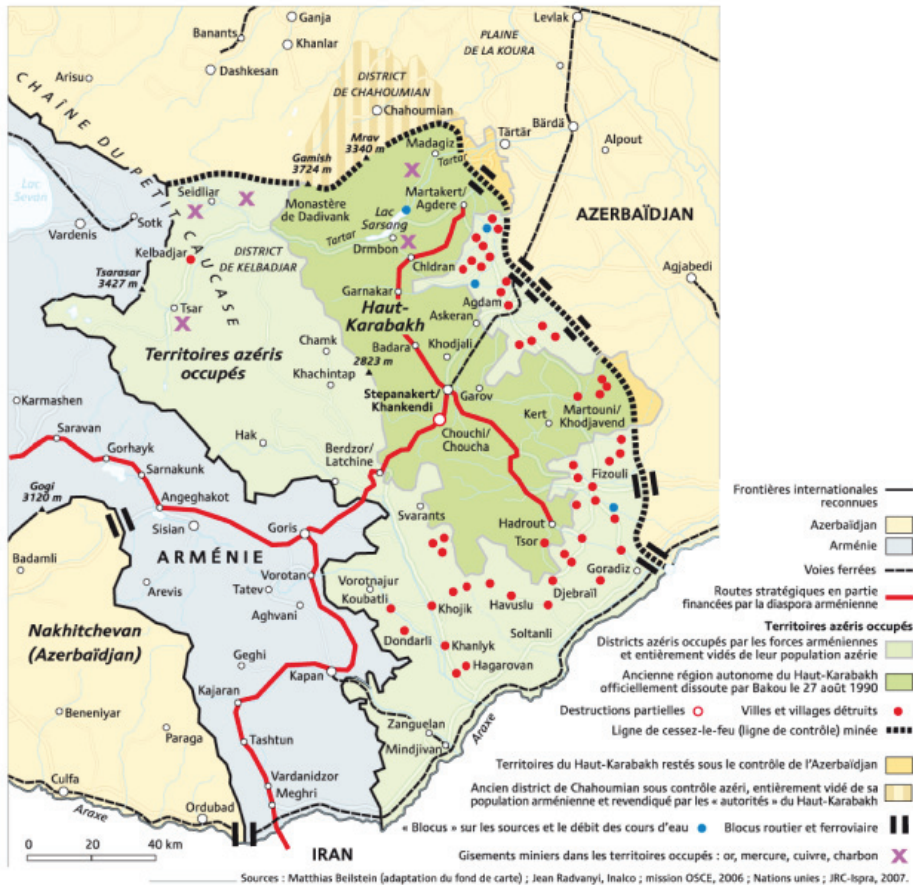 Ganja
Levlak
Banants
Khanlar
PLAINE
DE LA KOURA
Arisu
Dashkesan
DISTRICT
DE CHAHOUMIAN
Chahoumian
CHAÎNE DU PETIT CAUCASE
Mrav
3340 m
Madagiz
Tärtär
Bärdä
Alpout
Gamish
3724 m
Tartar
Lac
Sevan
Seidliar
Monastère
de Dadivank
Martakert/
Agdere
AZERBAÏDJAN
Sotk
Vardenis
Lac
Sarsang
Tartar
Drmbon
Kelbadjar
DISTRICT
DE KELBADJAR
Chldran
Agjabedi
Tsarasar
3427 m
Tsar
Garnakar
Agdam
Haut-
Karabakh
Askeran
Territoires azéris
occupés
Chamk
Badara
Khodjali
2823 m
Khachintap
Stepanakert/
Khankendi
Garov
Karmashen
Kert
Martouni/
Khodjavend
Saravan
Chouchi/
Choucha
Hak
Gorhayk
Berdzor/
Latchine
Fizouli
Sarnakunk
Gogi
3120 m
Angeghakot
Svarants
Sisian
Goris
Hadrout
ARMÉNIE
Tsor
Badamli
Goradiz
Vorotan
Vorotnajur
Djebraïl
Arevis
Tatev
Koubatli
Aghvani
Khojik
Havuslu
Nakhitchevan
(Azerbaïdjan)
Dondarli
Soltanli
Khanlyk
Geghi
Hagarovan
Kapan
Kajaran
Beneniyar
Zanguelan
Araxe
Paraga
Tashtun
Mindjivan
Culfa
Vardanidzor
Meghri
Araxe
Ordubad
0 20 40 km
IRAN
Frontières internationales
reconnues
Azerbaïdjan
Arménie
Voies ferrées
Routes stratégiques en partie
financées par la diaspora arménienne
Territoires azéris occupés
Districts azéris occupés par les forces arméniennes
et entièrement vidés de leur population azérie
Ancienne région autonome du Haut-Karabakh
officiellement dissoute par Bakou le 27 août 1990
Destructions partielles
Villes et villages détruits
Ligne de cessez-le-feu (ligne de contrôle) minée
Territoires du Haut-Karabakh restés sous le contrôle de l'Azerbaïdjan
Ancien district de Chahoumian sous contrôle azéri, entièrement vidé de sa
population arménienne et revendiqué par les « autorités » du Haut-Karabakh
« Blocus » sur les sources et le débit des cours d'eau
Blocus routier et ferroviaire
Gisements miniers dans les territoires occupés : or, mercure, cuivre, charbon
Sources : Matthias Beilstein (adaptation du fond de carte) ; Jean Radvanyi, Inalco ; mission OSCE, 2006 ; Nations unies ; JRC-Ispra, 2007.